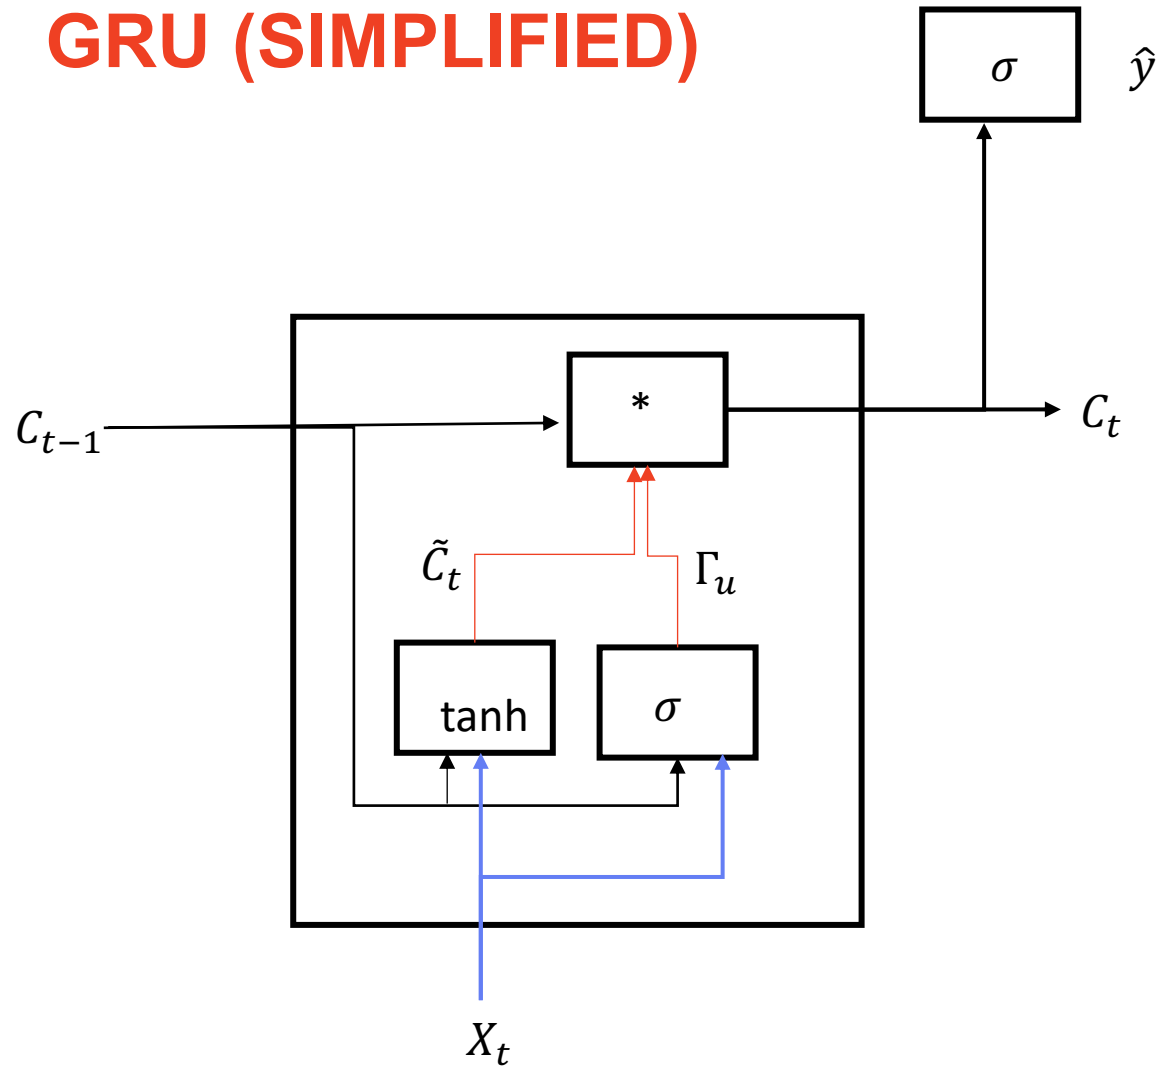 GRU (SIMPLIFIED)
σ ŷ
*
C_{t−1}
C_t
C̃_t
Γ_u
tanh
σ
X_t